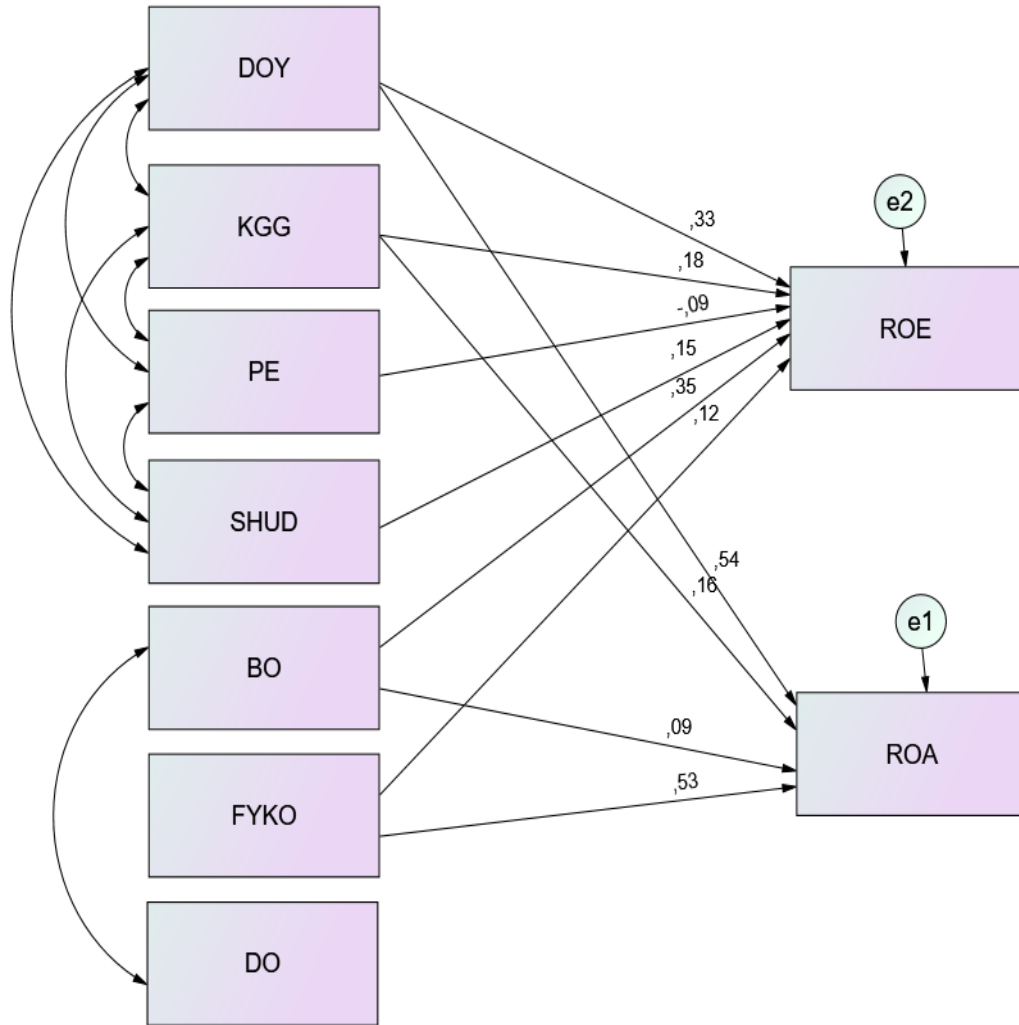 DOY
KGG
PE
SHUD
BO
FYKO
DO
,33
,18
-,09
,15
,35
,12
,54
,16
,09
,53
e2
ROE
e1
ROA